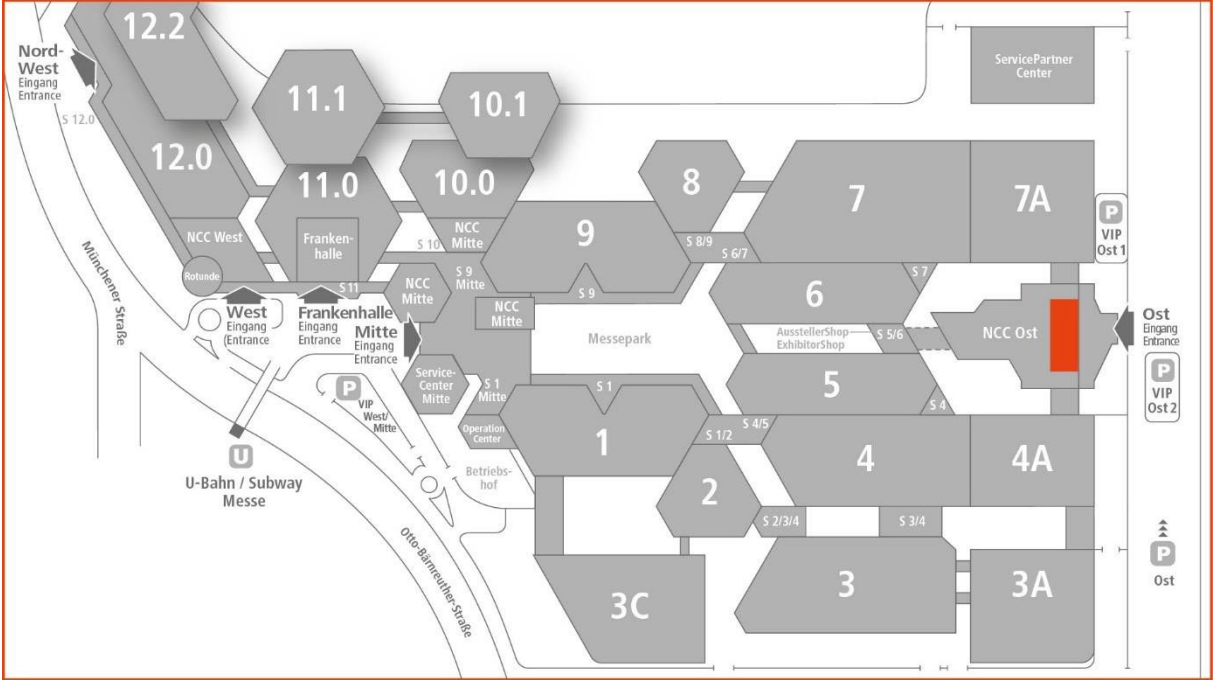 12.2
Nord-
West
Eingang
Entrance
S 12.0
12.0
11.1
10.1
11.0
10.0
NCC West
Franken-
halle
NCC
Mitte
S 10
Rotunde
S 11
NCC
Mitte
S 9
Mitte
9
S 9
NCC
Mitte
8
S 8/9
S 6/7
7
7A
ServicePartner
Center
P
VIP
Ost 1
6
S 7
AusstellerShop
ExhibitorShop
S 5/6
NCC Ost
Ost
Eingang
Entrance
P
VIP
Ost 2
Messepark
5
S 4
Münchener Straße
West
Eingang
Entrance
Frankenhalle
Eingang
Entrance
Mitte
Eingang
Entrance
Service-
Center
Mitte
P
VIP
West/
Mitte
S 1
Mitte
S 1
Operation
Center
1
S 1/2
S 4/5
4
4A
U
U-Bahn / Subway
Messe
Betriebs-
hof
2
S 2/3/4
S 3/4
P
Ost
Otto-Bärnreuther-Straße
3C
3
3A